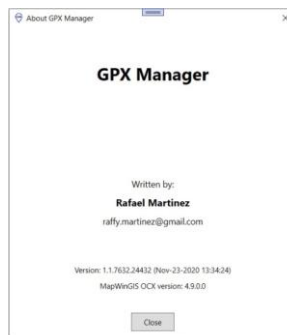 About GPX Manager
GPX Manager
Written by:
Rafael Martinez
raffy.martinez@gmail.com
Version: 1.1.7632.24432 (Nov-23-2020 13:34:24)
MapWinGIS OCX version: 4.9.0.0
Close